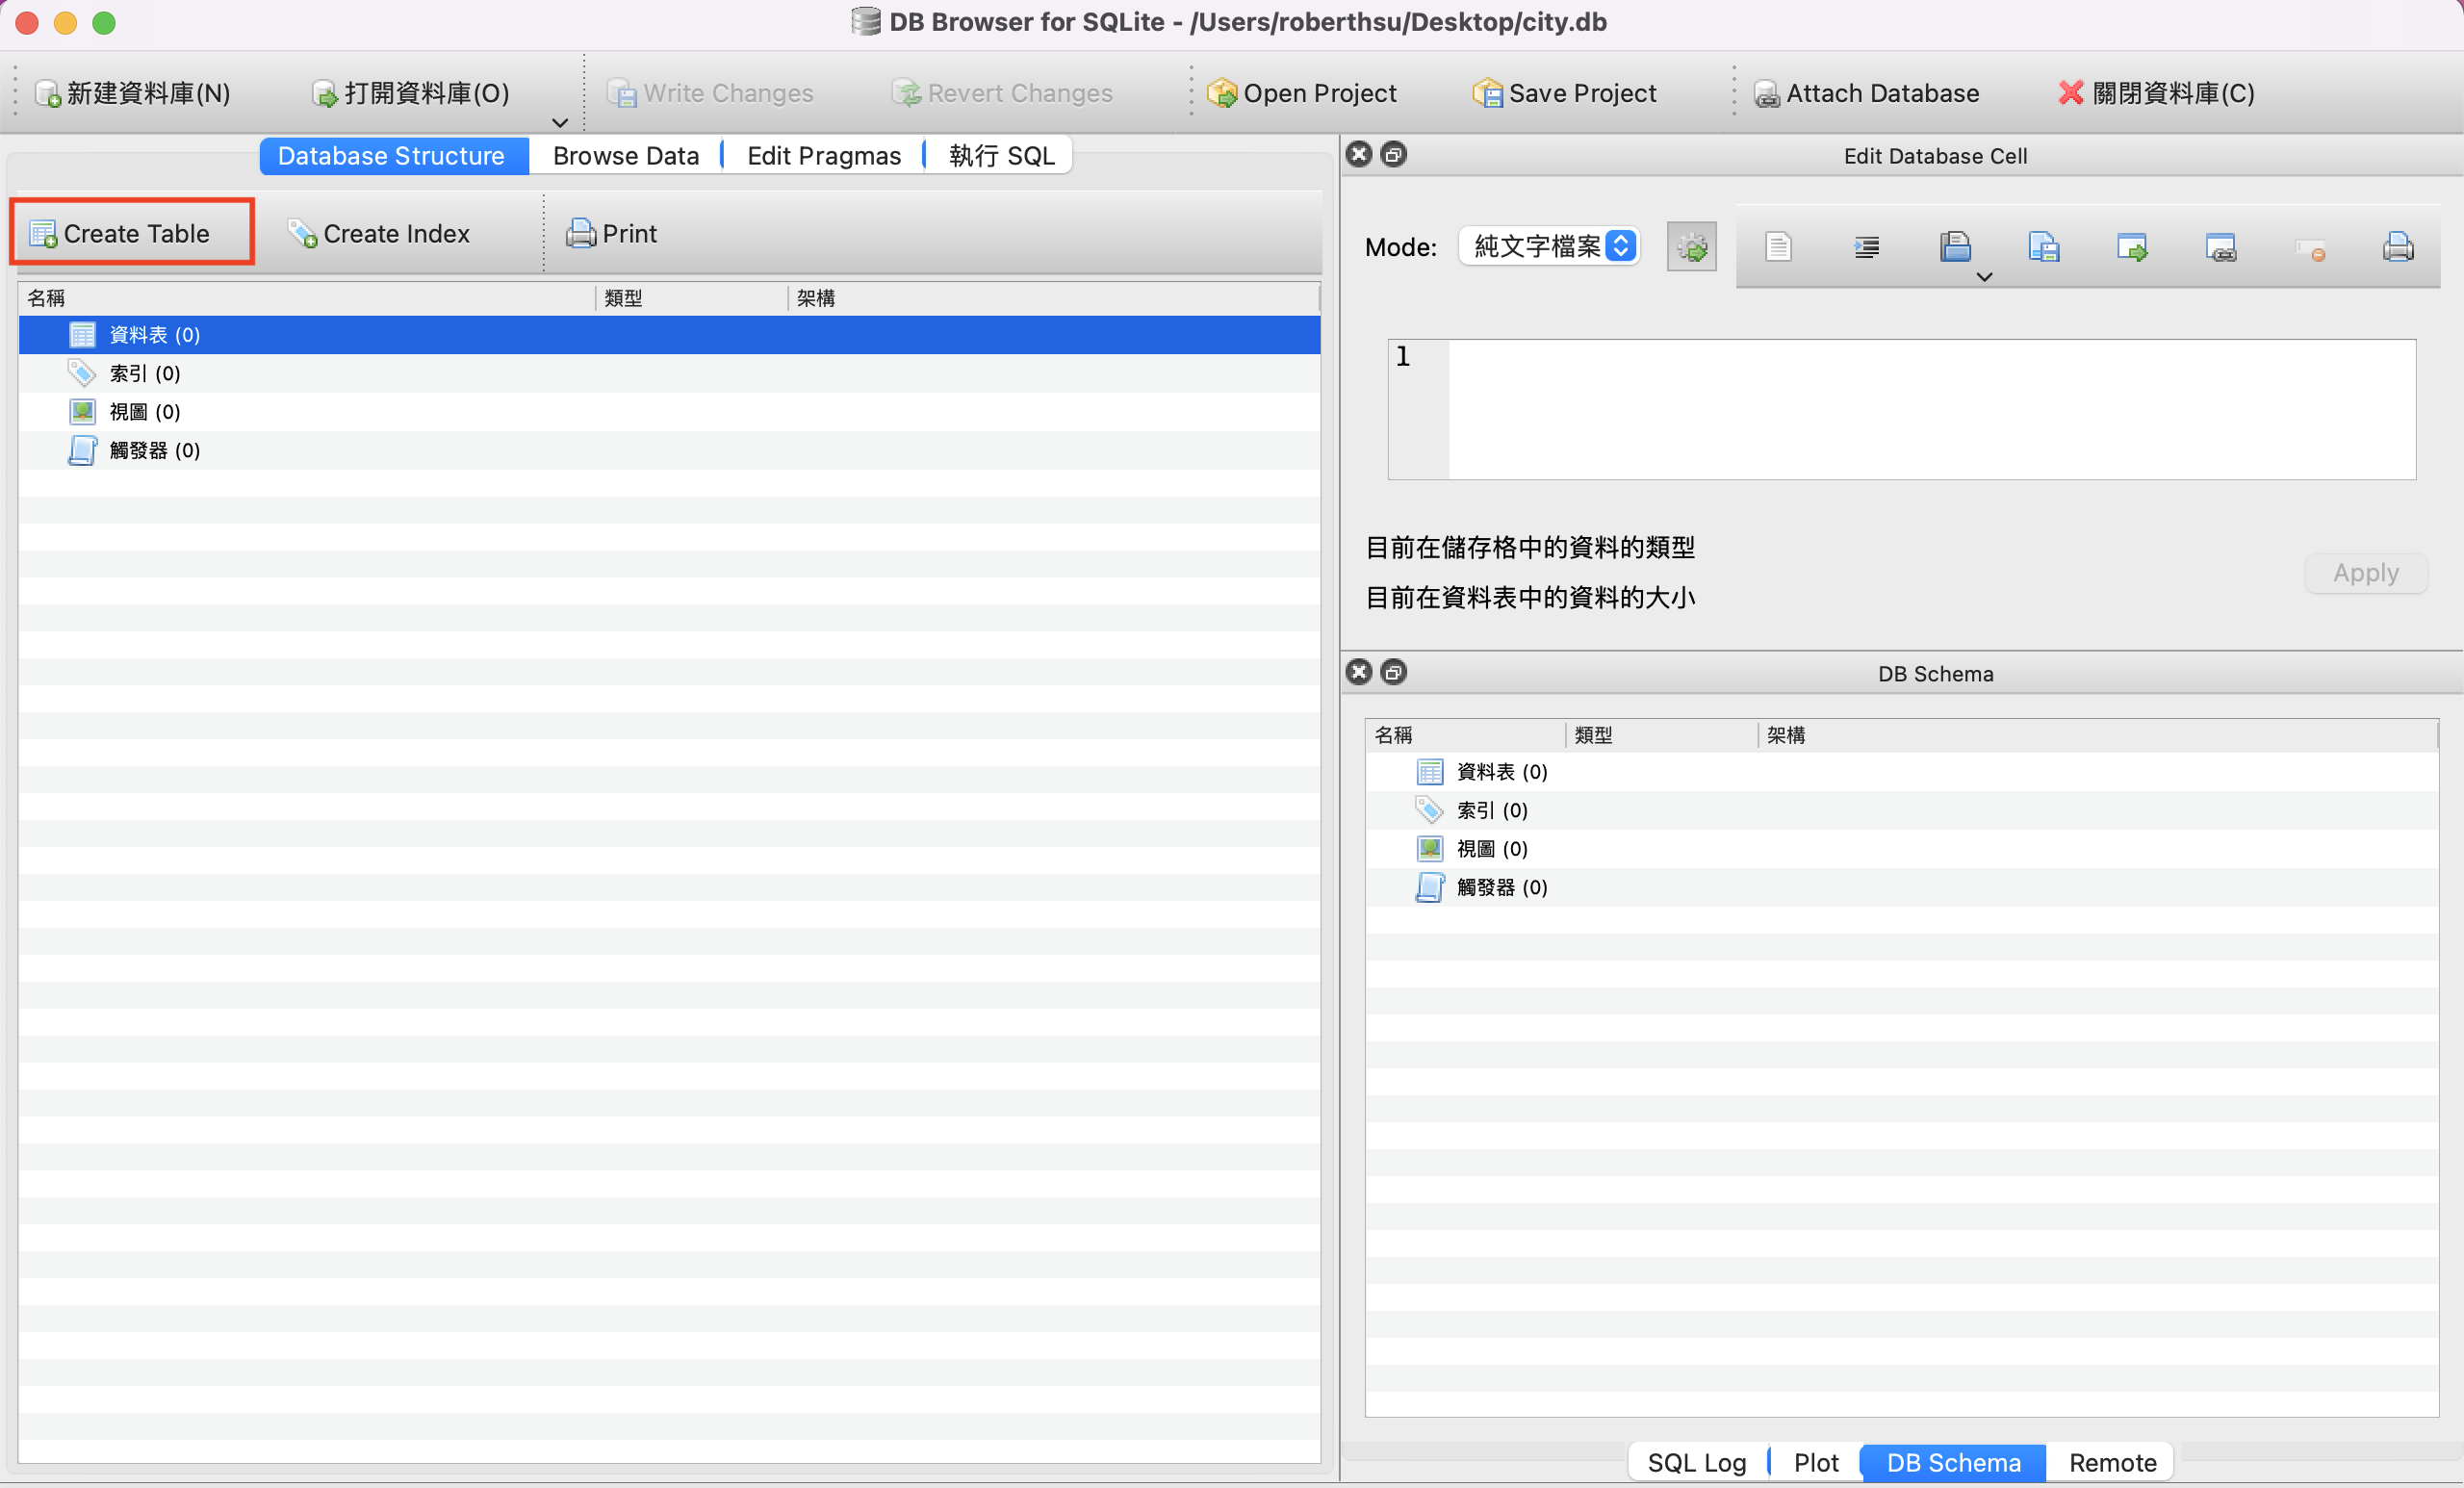 DB Browser for SQLite - /Users/roberthsu/Desktop/city.db
新建資料庫(N) 打開資料庫(O) Write Changes Revert Changes Open Project Save Project Attach Database 關閉資料庫(C)
Database Structure Browse Data Edit Pragmas 執行 SQL
Create Table Create Index Print
名稱 類型 架構
資料表 (0)
索引 (0)
視圖 (0)
觸發器 (0)
Edit Database Cell
Mode: 純文字檔案
1
目前在儲存格中的資料的類型
目前在資料表中的資料的大小
Apply
DB Schema
名稱 類型 架構
資料表 (0)
索引 (0)
視圖 (0)
觸發器 (0)
SQL Log Plot DB Schema Remote